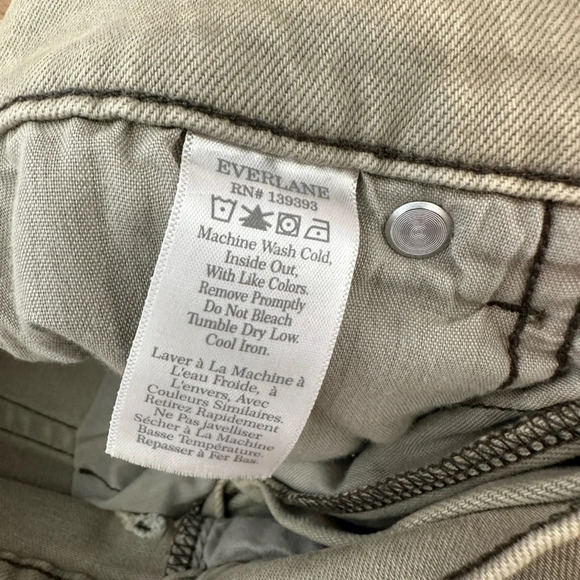 EVERLANE
RN# 139393
Machine Wash Cold,
Inside Out,
With Like Colors.
Remove Promptly
Do Not Bleach
Tumble Dry Low.
Cool Iron.
Laver à La Machine à
L'eau Froide, à
L'envers, Avec
Couleurs Similaires.
Retirez Rapidement
Ne Pas javelliser
Sécher à La Machine
Basse Température.
Repasser à Fer Bas.